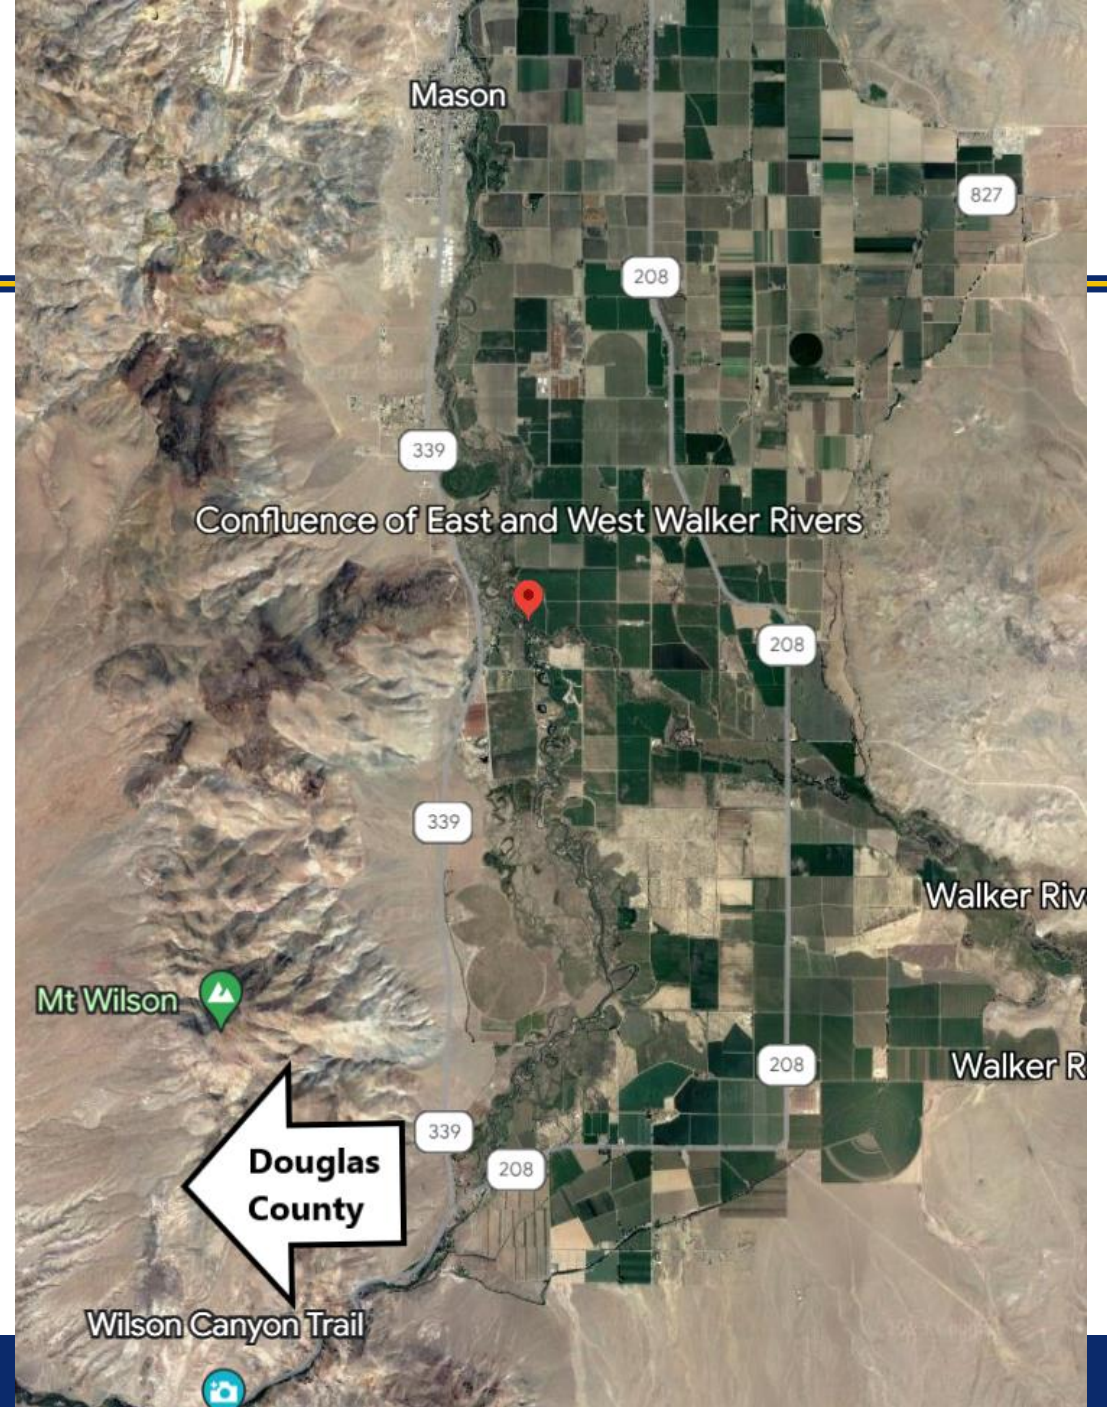 Mason
827
208
339
Confluence of East and West Walker Rivers
208
339
Walker Riv
Mt Wilson
208
Walker R
339
Douglas
County
208
Wilson Canyon Trail